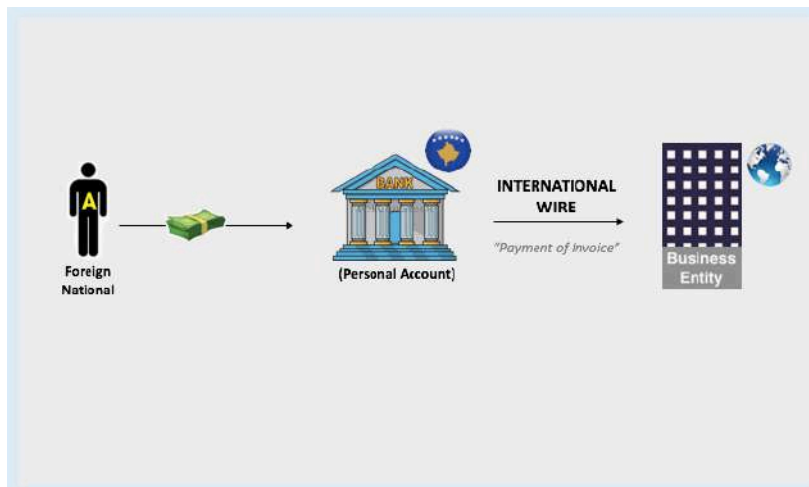 A
Foreign
National
BANK
(Personal Account)
INTERNATIONAL
WIRE
"Payment of Invoice"
Business
Entity